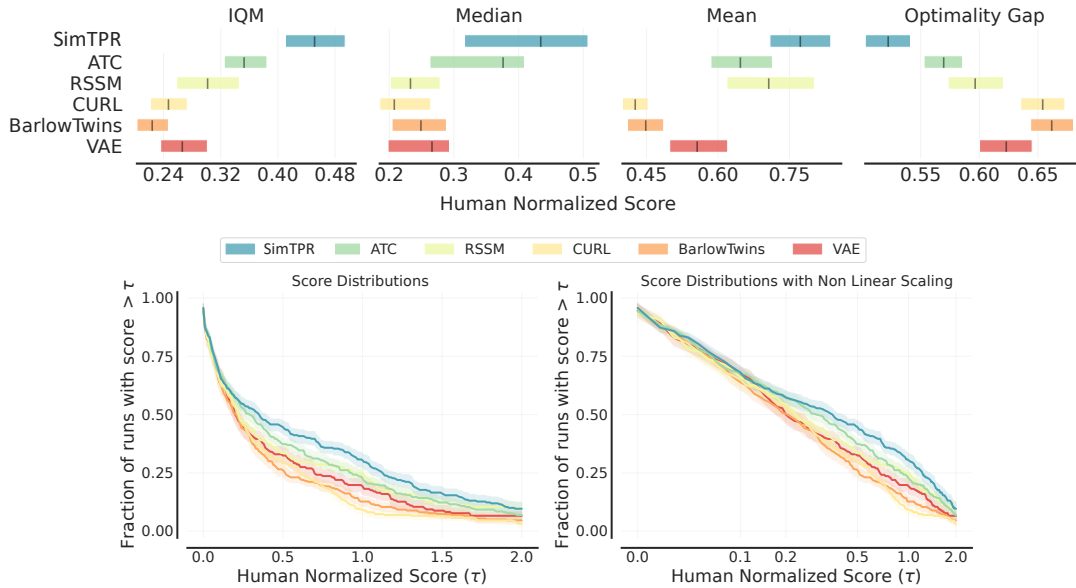 IQM Median Mean Optimality Gap
SimTPR
ATC
RSSM
CURL
BarlowTwins
VAE
0.24 0.32 0.40 0.48 0.2 0.3 0.4 0.5 0.45 0.60 0.75 0.55 0.60 0.65
Human Normalized Score
SimTPR ATC RSSM CURL BarlowTwins VAE
Score Distributions Score Distributions with Non Linear Scaling
Fraction of runs with score > τ
1.00
0.75
0.50
0.25
0.00
0.0 0.5 1.0 1.5 2.0
Human Normalized Score (τ)
Fraction of runs with score > τ
1.00
0.75
0.50
0.25
0.00
0.0 0.1 0.2 0.5 1.0 2.0
Human Normalized Score (τ)